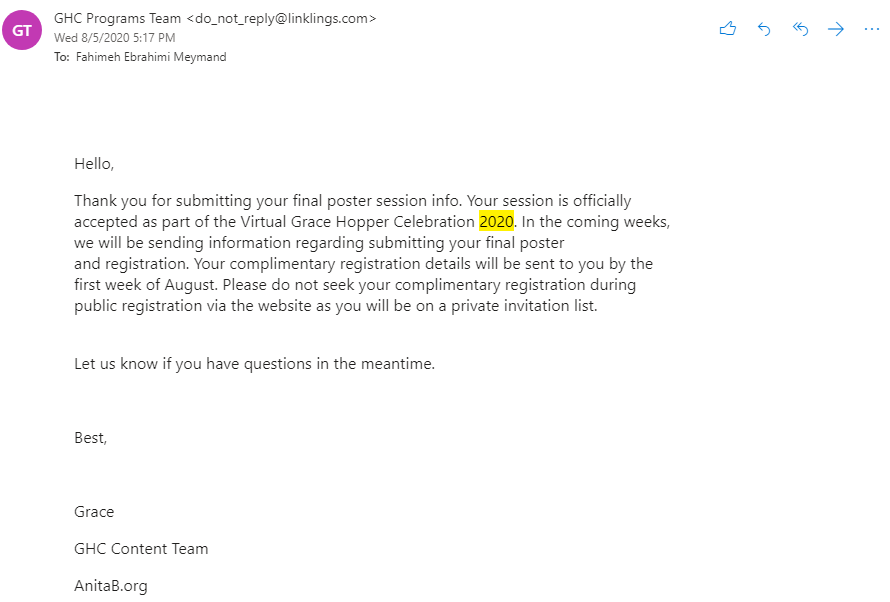 GT
GHC Programs Team <do_not_reply@linklings.com>
Wed 8/5/2020 5:17 PM
To: Fahimeh Ebrahimi Meymand
Hello,
Thank you for submitting your final poster session info. Your session is officially
accepted as part of the Virtual Grace Hopper Celebration 2020. In the coming weeks,
we will be sending information regarding submitting your final poster
and registration. Your complimentary registration details will be sent to you by the
first week of August. Please do not seek your complimentary registration during
public registration via the website as you will be on a private invitation list.
Let us know if you have questions in the meantime.
Best,
Grace
GHC Content Team
AnitaB.org